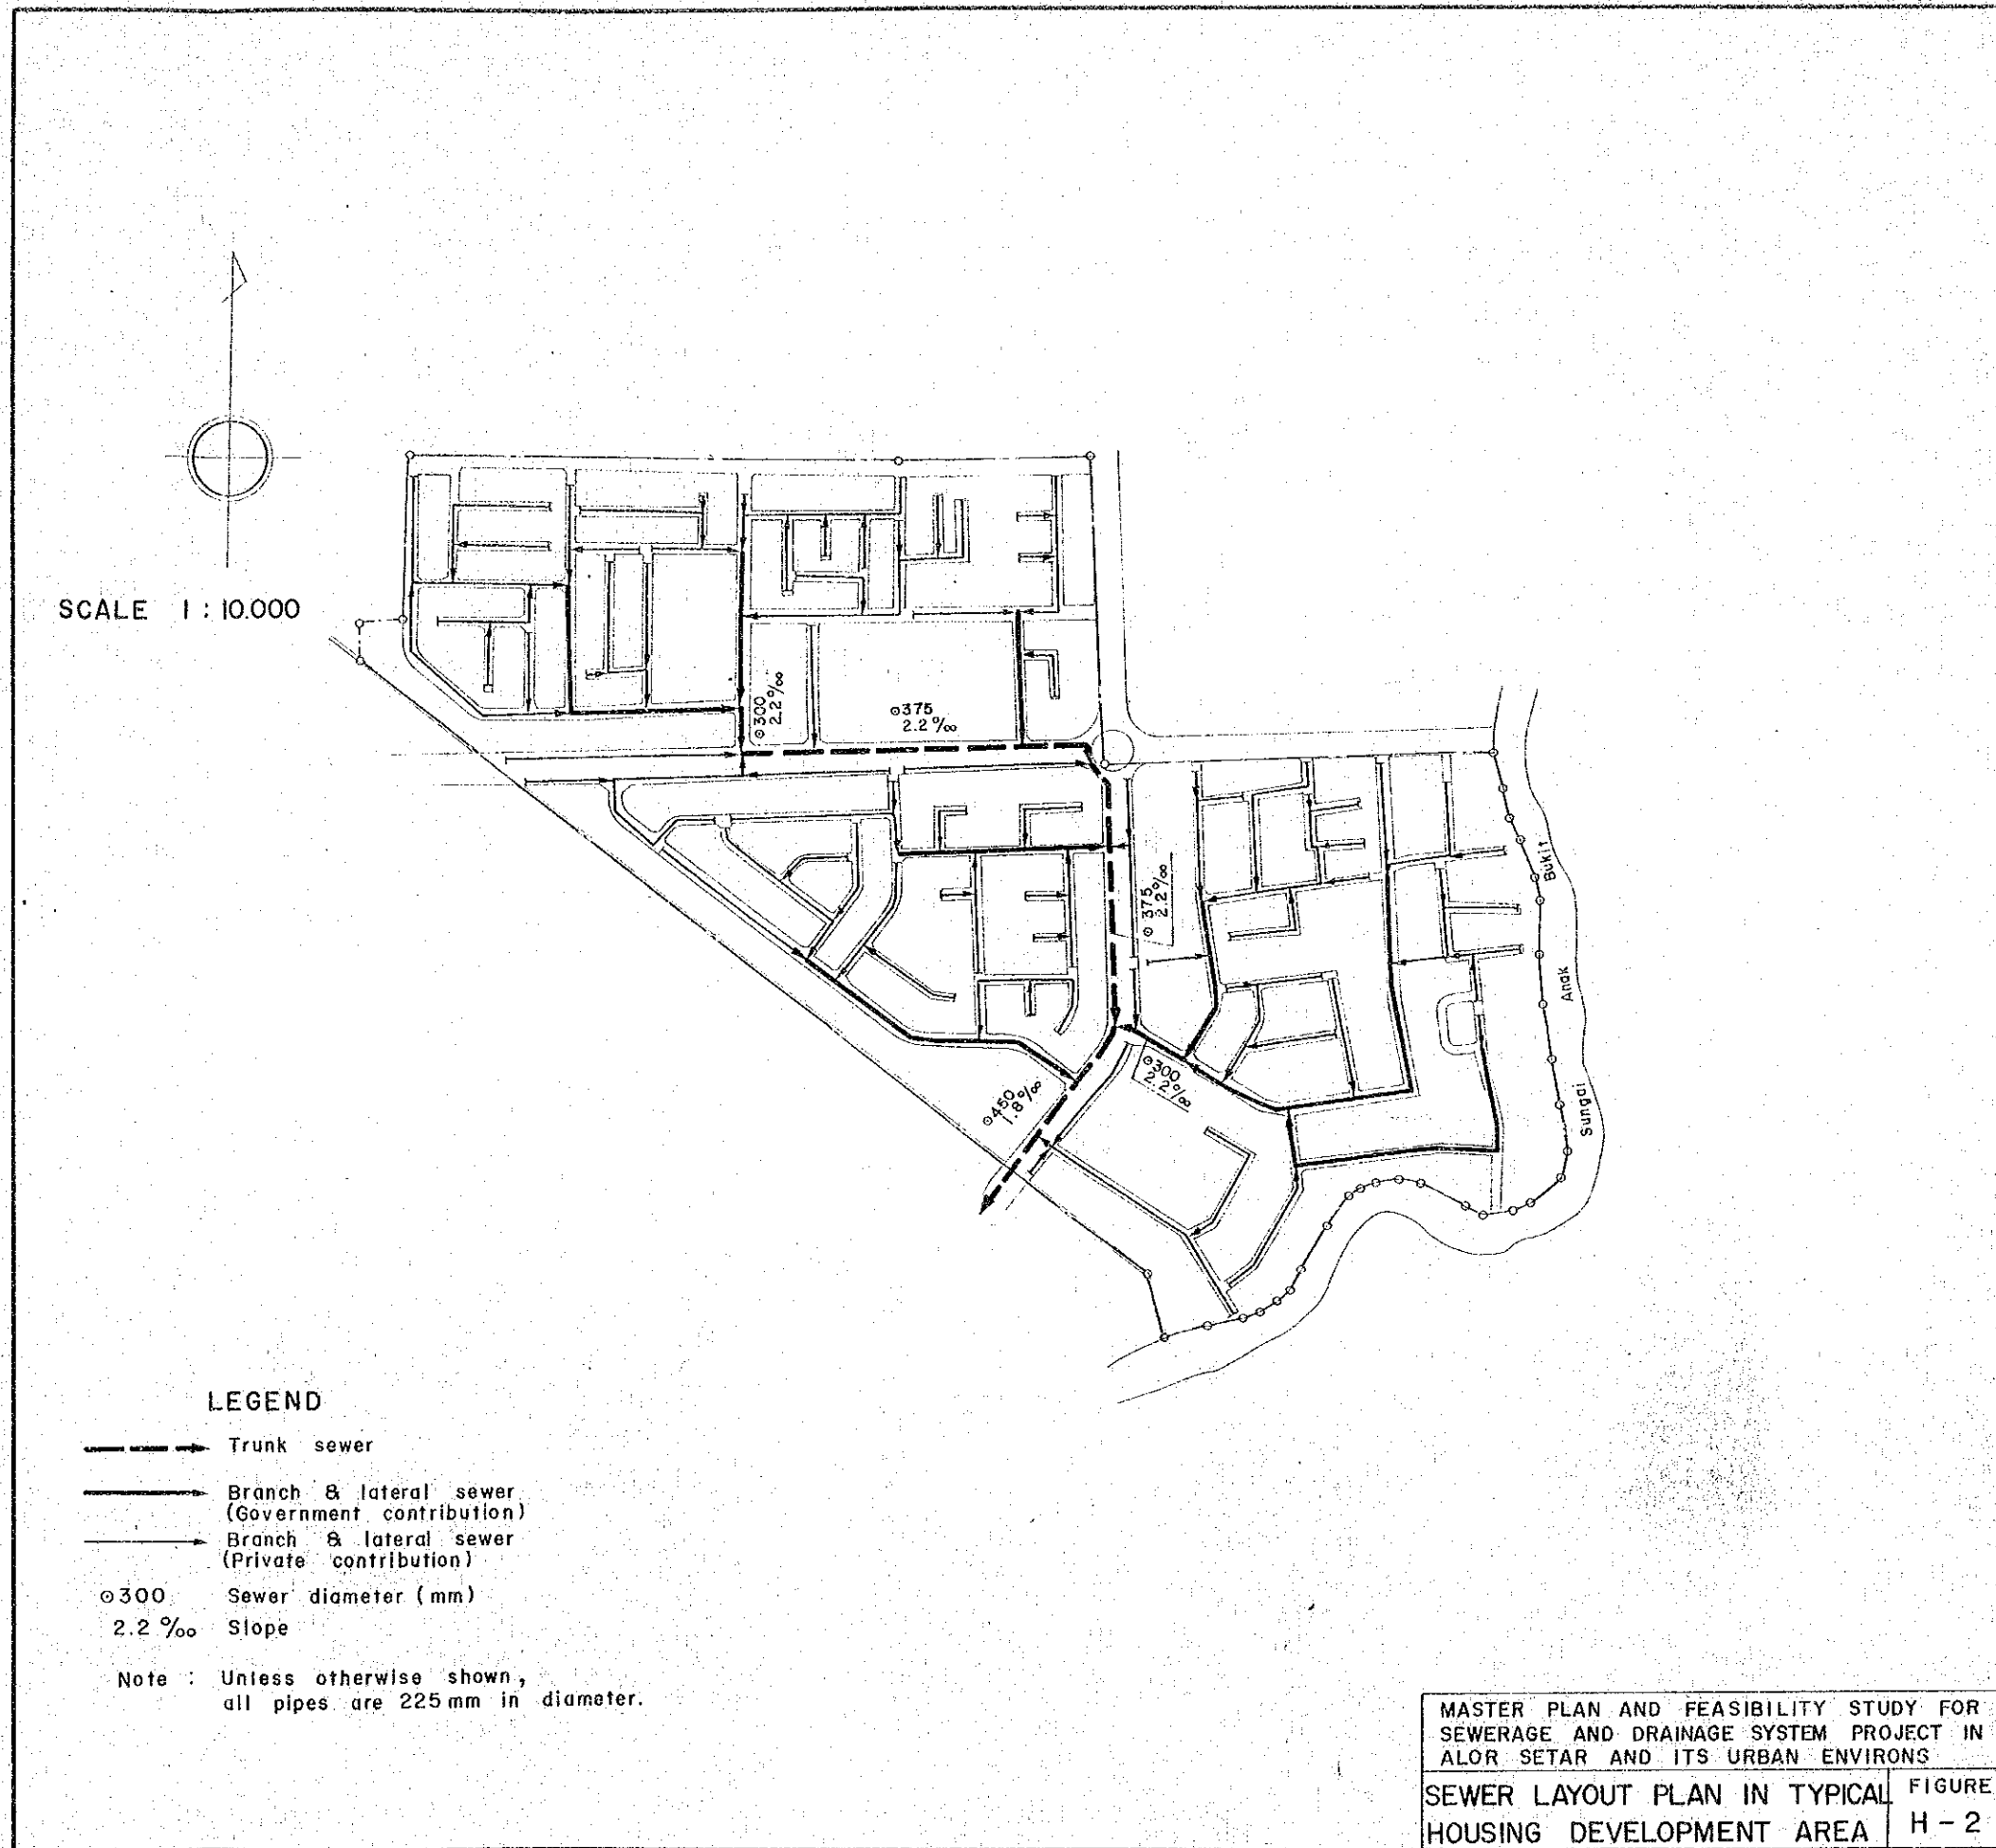 SCALE 1 : 10.000
⊙300
2.2 ‰
⊙375
2.2 ‰
⊙375
2.2 ‰
⊙300
2.2 ‰
⊙450
1.8 ‰
Bukit
Anak
Sungai
LEGEND
Trunk sewer
Branch & lateral sewer
(Government contribution)
Branch & lateral sewer
(Private contribution)
⊙300 Sewer diameter (mm)
2.2 ‰ Slope
Note : Unless otherwise shown,
all pipes are 225 mm in diameter.
MASTER PLAN AND FEASIBILITY STUDY FOR
SEWERAGE AND DRAINAGE SYSTEM PROJECT IN
ALOR SETAR AND ITS URBAN ENVIRONS
SEWER LAYOUT PLAN IN TYPICAL
HOUSING DEVELOPMENT AREA
FIGURE
H - 2